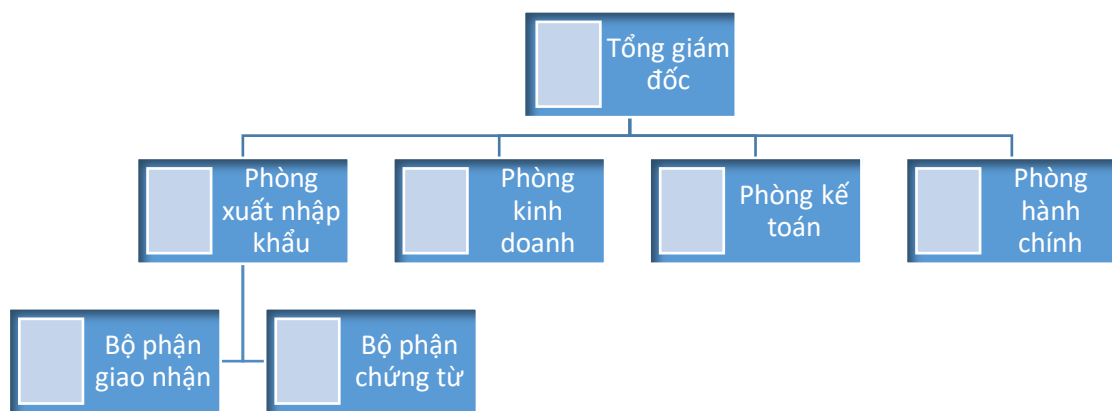 Tổng giám
đốc
Phòng
xuất nhập
khẩu
Phòng
kinh
doanh
Phòng kế
toán
Phòng
hành
chính
Bộ phận
giao nhận
Bộ phận
chứng từ